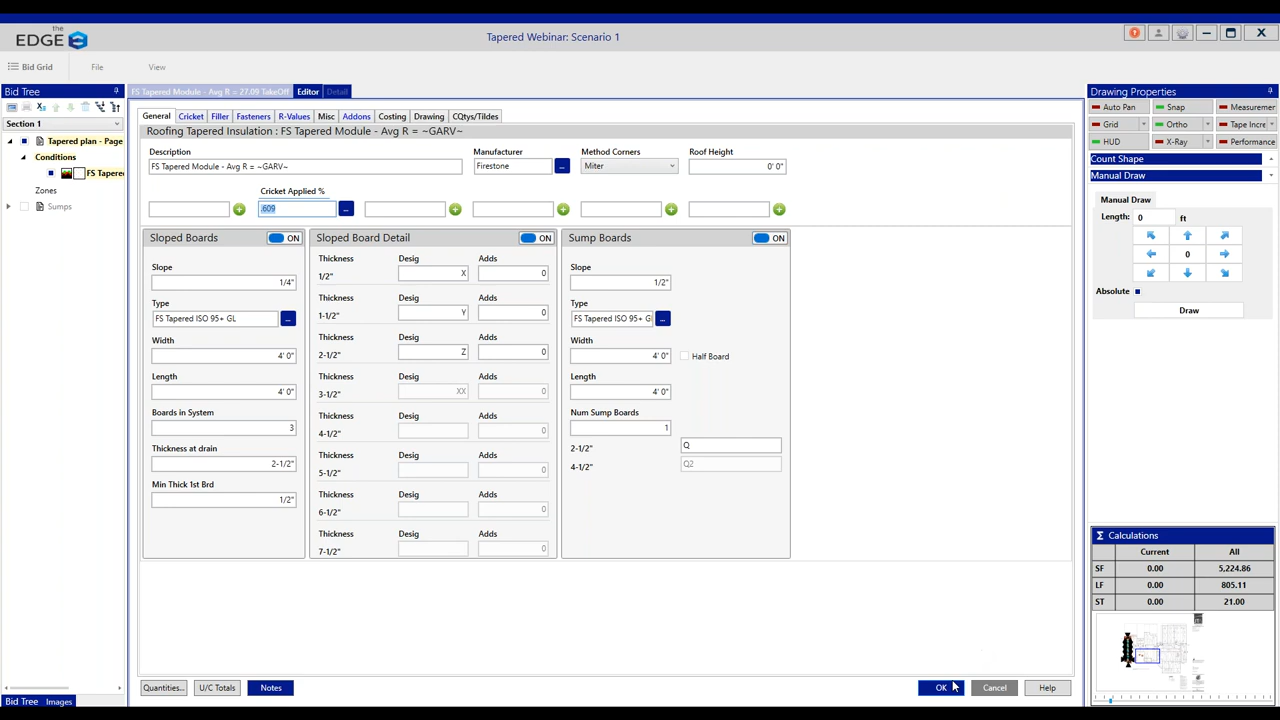 the
EDGE
Tapered Webinar: Scenario 1
Bid Grid
File
View
Bid Tree
FS Tapered Module - Avg R = 27.09 TakeOff
Editor
Detail
Drawing Properties
General
Cricket
Filler
Fasteners
R-Values
Misc
Addons
Costing
Drawing
CQtys/Tildes
Auto Pan
Snap
Measuremer
Section 1
Grid
Ortho
Tape Incre
Roofing Tapered Insulation : FS Tapered Module - Avg R = ~GARV~
Tapered plan - Page
HUD
X-Ray
Performance
Description
Manufacturer
Method Corners
Roof Height
Conditions
Count Shape
FS Tapered Module - Avg R = ~GARV~
Firestone
...
Miter
0' 0"
FS Tapere
Manual Draw
Zones
Cricket Applied %
Manual Draw
Sumps
.609
...
Length:
0
ft
Sloped Boards
ON
Sloped Board Detail
ON
Sump Boards
ON
0
Slope
Thickness
Desig
Adds
Slope
1/4"
1/2"
X
0
1/2"
Absolute
Type
Thickness
Desig
Adds
Type
FS Tapered ISO 95+ GL
...
1-1/2"
Y
0
FS Tapered ISO 95+ G
...
Draw
Width
Thickness
Desig
Adds
Width
4' 0"
2-1/2"
Z
0
4' 0"
Half Board
Length
Thickness
Desig
Adds
Length
4' 0"
3-1/2"
XX
0
4' 0"
Boards in System
Thickness
Desig
Adds
Num Sump Boards
3
4-1/2"
0
1
Thickness at drain
Thickness
Desig
Adds
2-1/2"
Q
2-1/2"
5-1/2"
0
4-1/2"
Q2
Min Thick 1st Brd
Thickness
Desig
Adds
1/2"
6-1/2"
0
Thickness
Desig
Adds
7-1/2"
0
Calculations
Current
All
SF
0.00
5,224.86
LF
0.00
805.11
ST
0.00
21.00
Quantities...
U/C Totals
Notes
OK
Cancel
Help
Bid Tree
Images